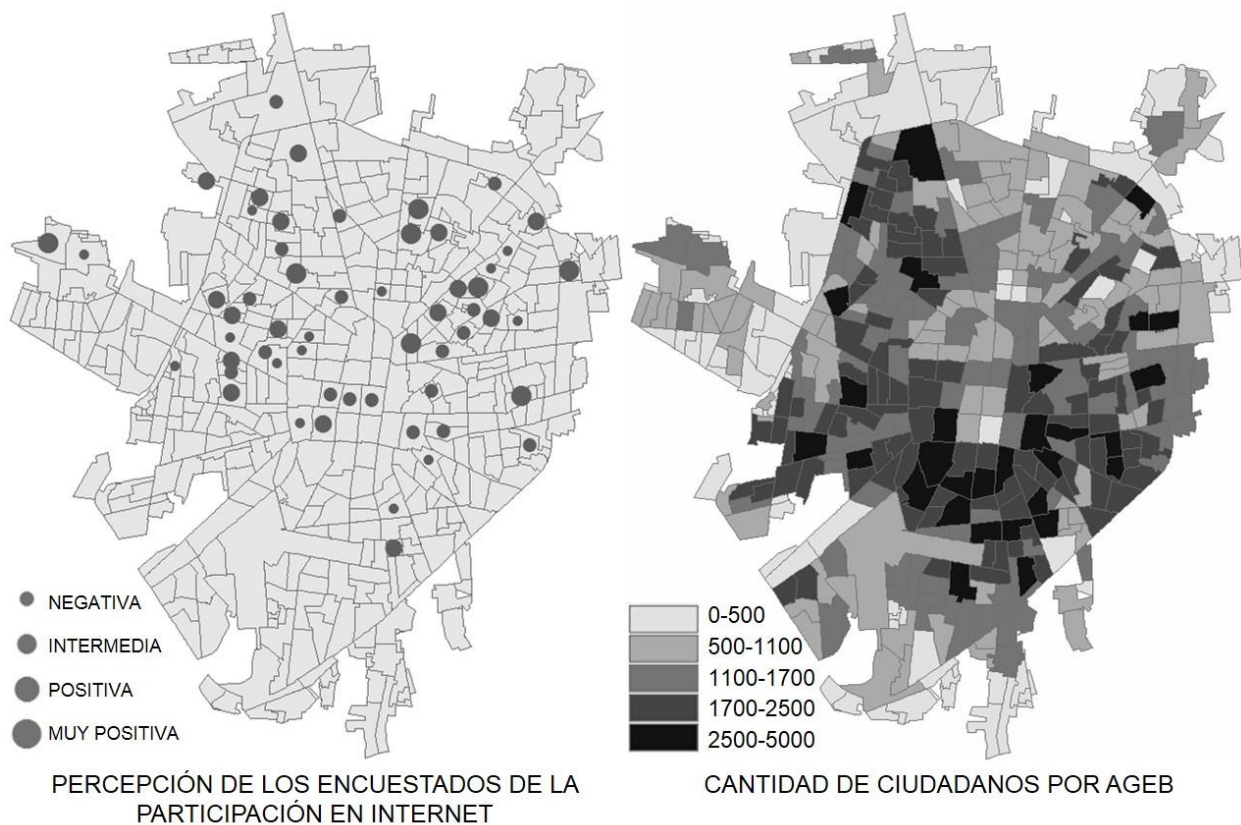 NEGATIVA
INTERMEDIA
POSITIVA
MUY POSITIVA
PERCEPCIÓN DE LOS ENCUESTADOS DE LA
PARTICIPACIÓN EN INTERNET
0-500
500-1100
1100-1700
1700-2500
2500-5000
CANTIDAD DE CIUDADANOS POR AGEB